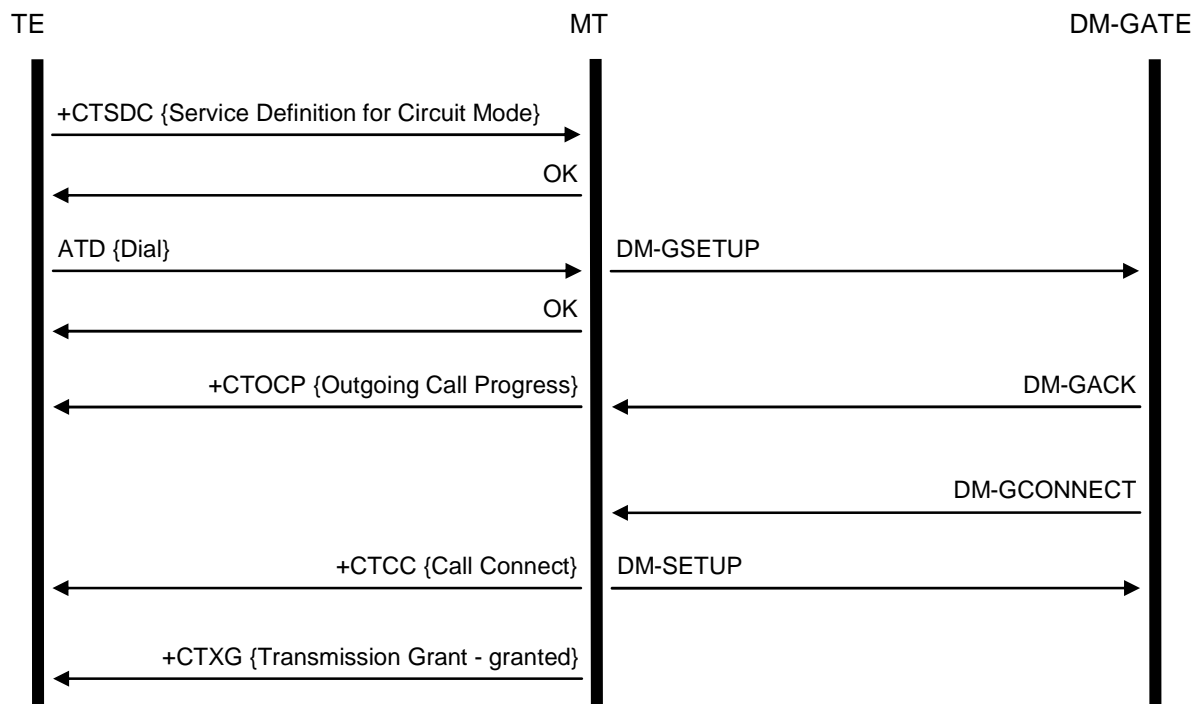 TE
MT
DM-GATE
+CTSDC {Service Definition for Circuit Mode}
OK
ATD {Dial}
DM-GSETUP
OK
+CTOCP {Outgoing Call Progress}
DM-GACK
DM-GCONNECT
+CTCC {Call Connect}
DM-SETUP
+CTXG {Transmission Grant - granted}